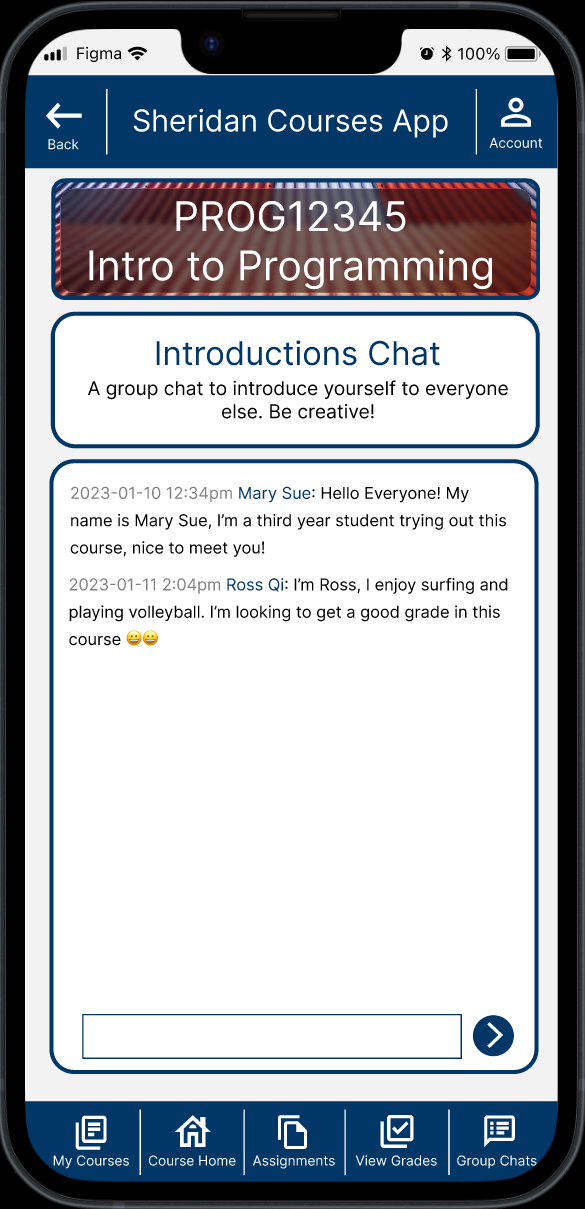 Figma 100%
Back
Sheridan Courses App
Account
PROG12345
Intro to Programming
Introductions Chat
A group chat to introduce yourself to everyone
else. Be creative!
2023-01-10 12:34pm Mary Sue: Hello Everyone! My
name is Mary Sue, I’m a third year student trying out this
course, nice to meet you!
2023-01-11 2:04pm Ross Qi: I’m Ross, I enjoy surfing and
playing volleyball. I’m looking to get a good grade in this
course 😀😀
My Courses
Course Home
Assignments
View Grades
Group Chats